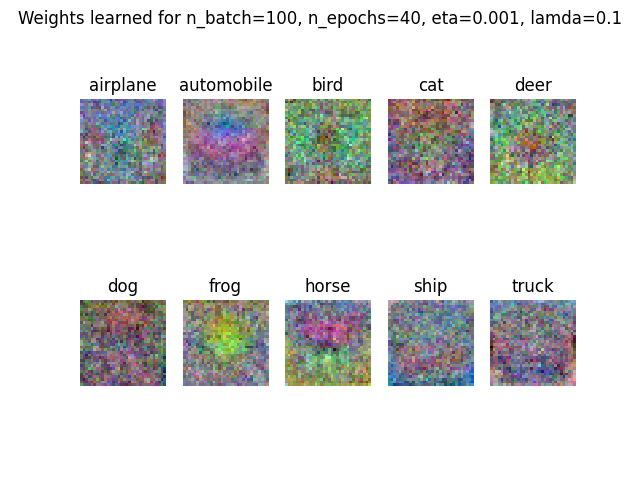 Weights learned for n_batch=100, n_epochs=40, eta=0.001, lamda=0.1
airplane automobile bird cat deer
dog frog horse ship truck